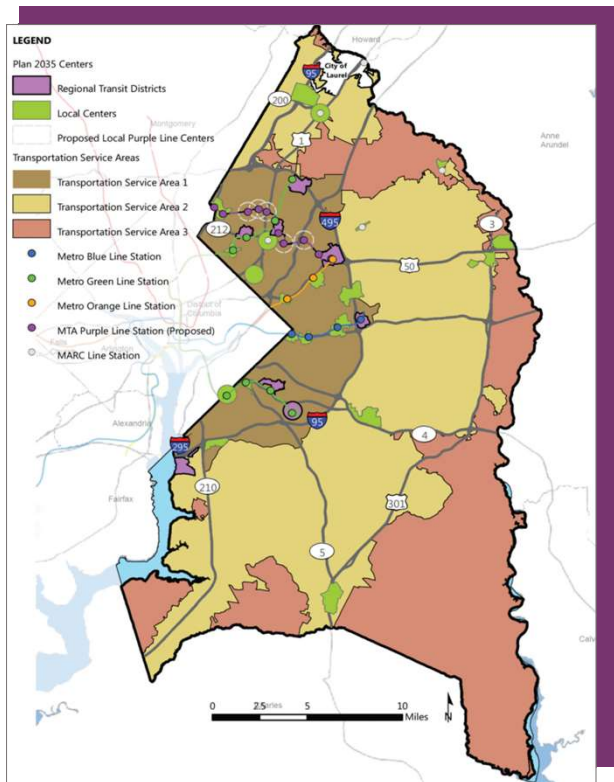 LEGEND
Plan 2035 Centers
Regional Transit Districts
Local Centers
Proposed Local Purple Line Centers
Transportation Service Areas
Transportation Service Area 1
Transportation Service Area 2
Transportation Service Area 3
Metro Blue Line Station
Metro Green Line Station
Metro Orange Line Station
MTA Purple Line Station (Proposed)
MARC Line Station
Howard
City of
Laurel
95
200
1
Montgomery
Anne
Arundel
212
495
3
50
District of
Columbia
Falls
Arlington
Alexandria
95
295
4
Fairfax
210
301
5
0 2.5 5 10
Miles
N